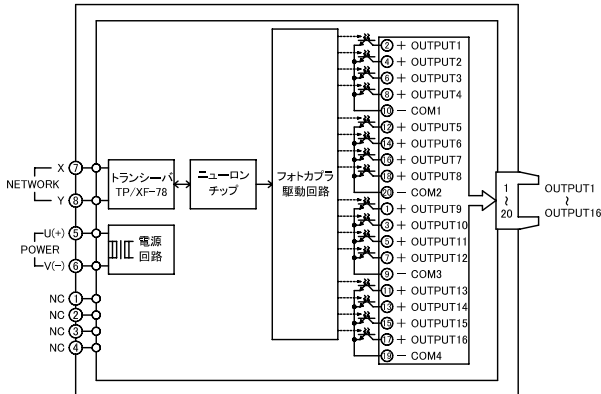 X ⑦
NETWORK
Y ⑧
トランシーバ
TP/XF-78
ニューロン
チップ
フォトカプラ
駆動回路
U(+) ⑤
POWER
V(−) ⑥
電源
回路
NC ①
NC ②
NC ③
NC ④
② + OUTPUT1
④ + OUTPUT2
⑥ + OUTPUT3
⑧ + OUTPUT4
⑩ − COM1
⑫ + OUTPUT5
⑭ + OUTPUT6
⑯ + OUTPUT7
⑱ + OUTPUT8
⑳ − COM2
① + OUTPUT9
③ + OUTPUT10
⑤ + OUTPUT11
⑦ + OUTPUT12
⑨ − COM3
⑪ + OUTPUT13
⑬ + OUTPUT14
⑮ + OUTPUT15
⑰ + OUTPUT16
⑲ − COM4
1
~
20
OUTPUT1
~
OUTPUT16